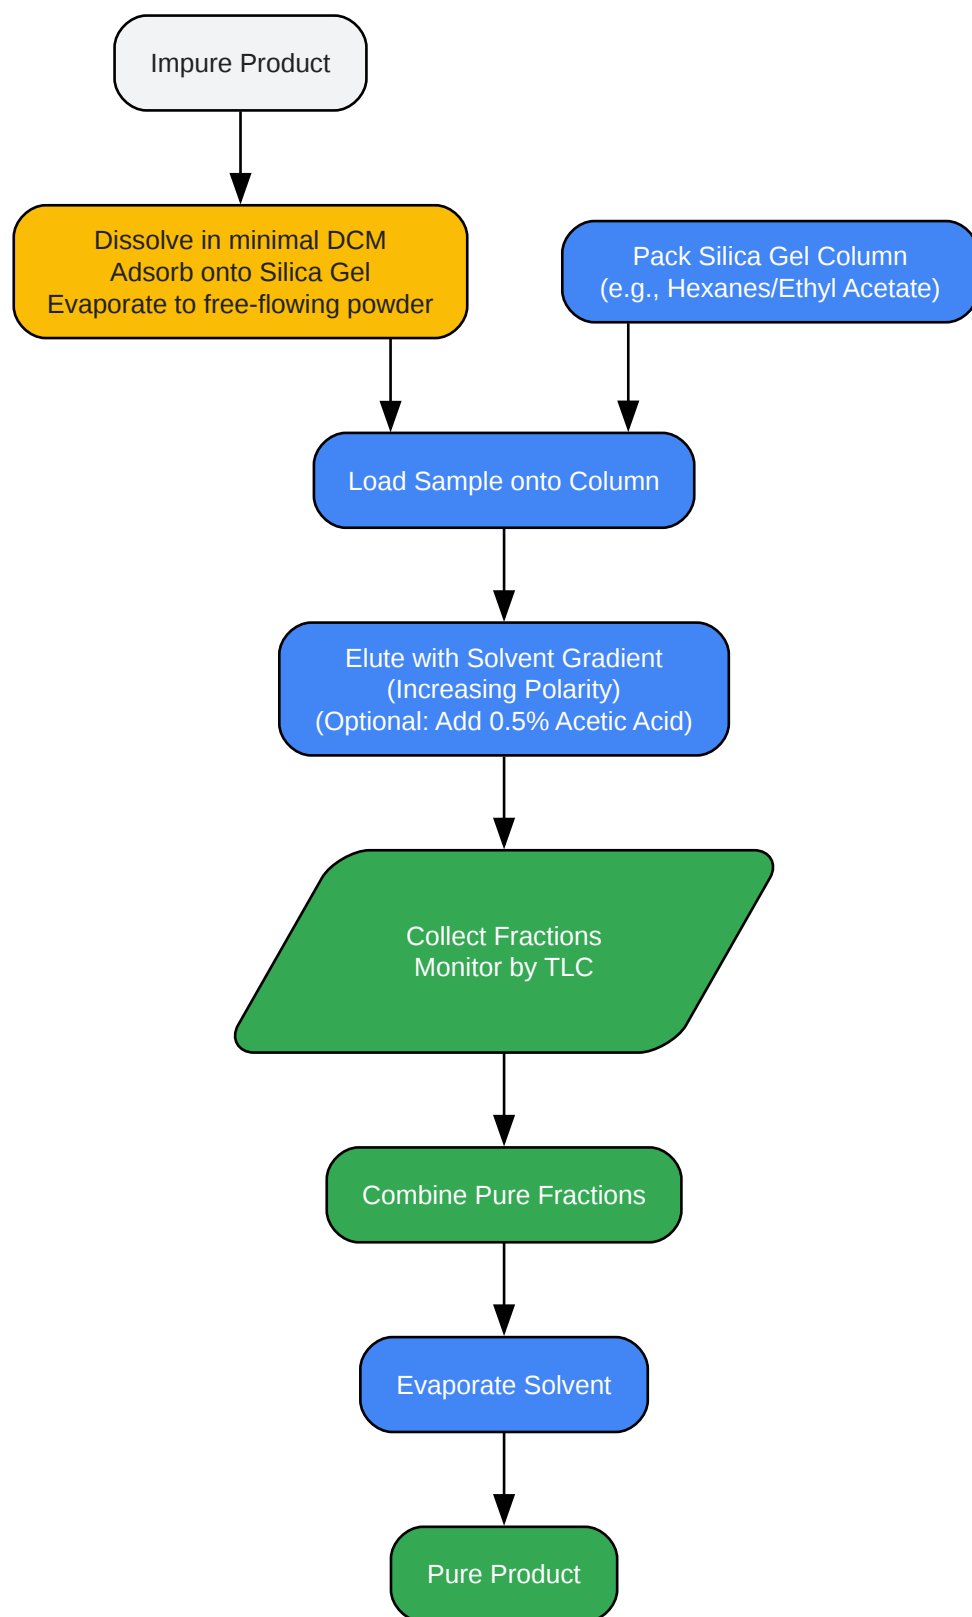 Impure Product
Dissolve in minimal DCM
Adsorb onto Silica Gel
Evaporate to free-flowing powder
Pack Silica Gel Column
(e.g., Hexanes/Ethyl Acetate)
Load Sample onto Column
Elute with Solvent Gradient
(Increasing Polarity)
(Optional: Add 0.5% Acetic Acid)
Collect Fractions
Monitor by TLC
Combine Pure Fractions
Evaporate Solvent
Pure Product